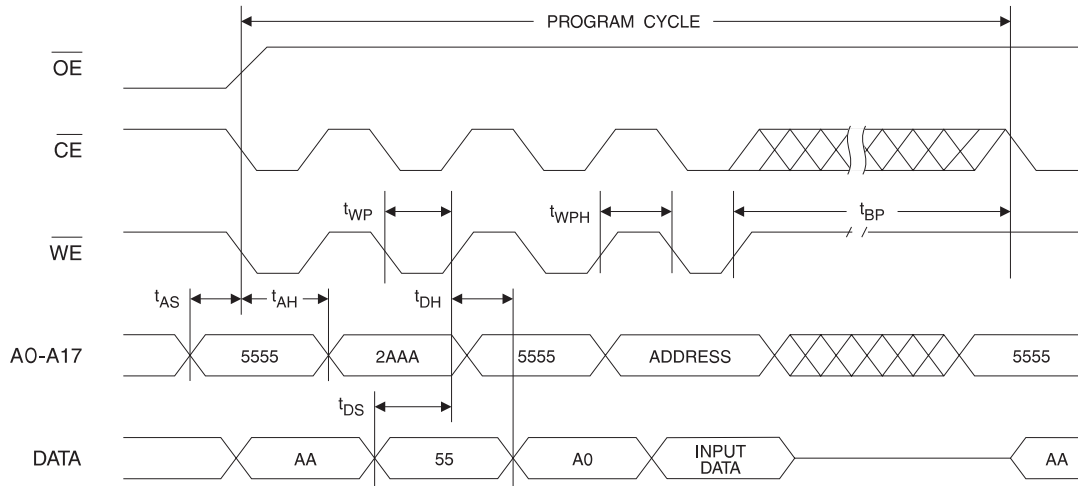 PROGRAM CYCLE
OE
CE
tWP
tWPH
tBP
WE
tAS
tAH
tDH
A0-A17
5555
2AAA
5555
ADDRESS
5555
tDS
DATA
AA
55
A0
INPUT
DATA
AA